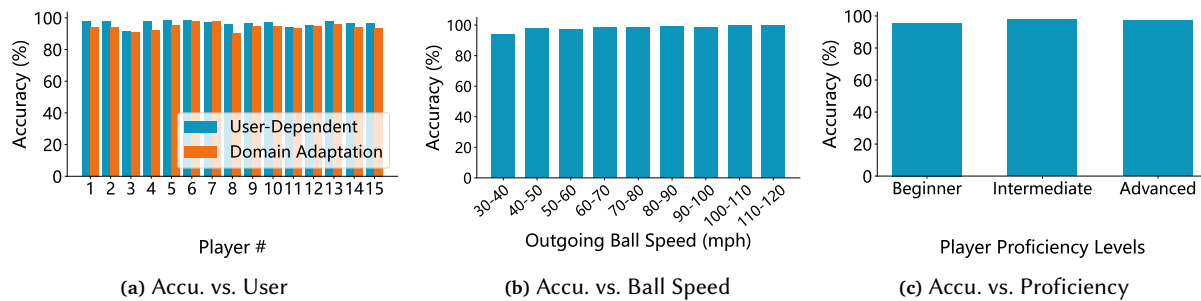 100
80
60
40
20
0
Accuracy (%)
User-Dependent
Domain Adaptation
1 2 3 4 5 6 7 8 9 10 11 12 13 14 15
Player #
(a) Accu. vs. User
100
80
60
40
20
0
Accuracy (%)
30-40 40-50 50-60 60-70 70-80 80-90 90-100 100-110 110-120
Outgoing Ball Speed (mph)
(b) Accu. vs. Ball Speed
100
80
60
40
20
0
Accuracy (%)
Beginner Intermediate Advanced
Player Proficiency Levels
(c) Accu. vs. Proficiency